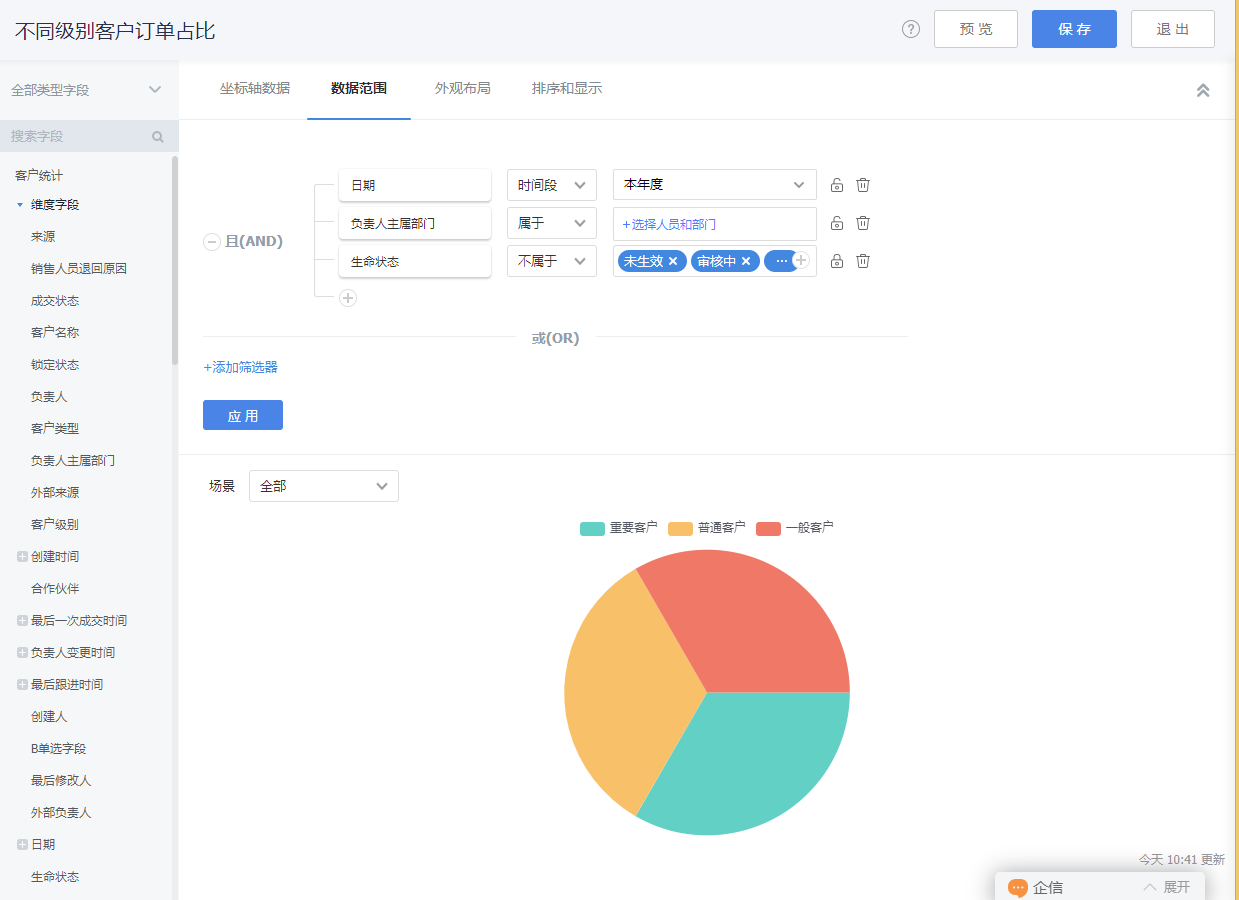 不同级别客户订单占比
? 预 览 保 存 退 出
全部类型字段
坐标轴数据 数据范围 外观布局 排序和显示
搜索字段
客户统计
维度字段
来源
销售人员退回原因
成交状态
客户名称
锁定状态
负责人
客户类型
负责人主属部门
外部来源
客户级别
创建时间
合作伙伴
最后一次成交时间
负责人变更时间
最后跟进时间
创建人
B单选字段
最后修改人
外部负责人
日期
生命状态
且(AND)
日期 时间段 本年度
负责人主属部门 属于 +选择人员和部门
生命状态 不属于 未生效 × 审核中 × ...
或(OR)
+添加筛选器
应 用
场景 全部
重要客户 普通客户 一般客户
今天 10:41 更新
企信 展开